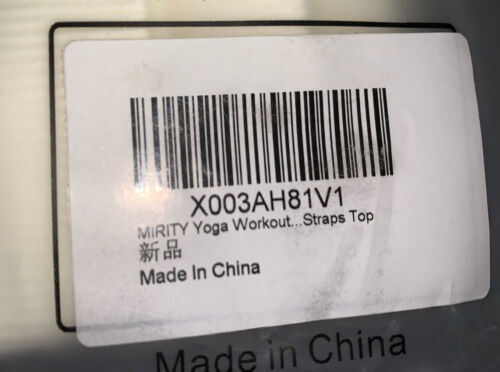 X003AH81V1
MIRITY Yoga Workout...Straps Top
新品
Made In China
Made in China